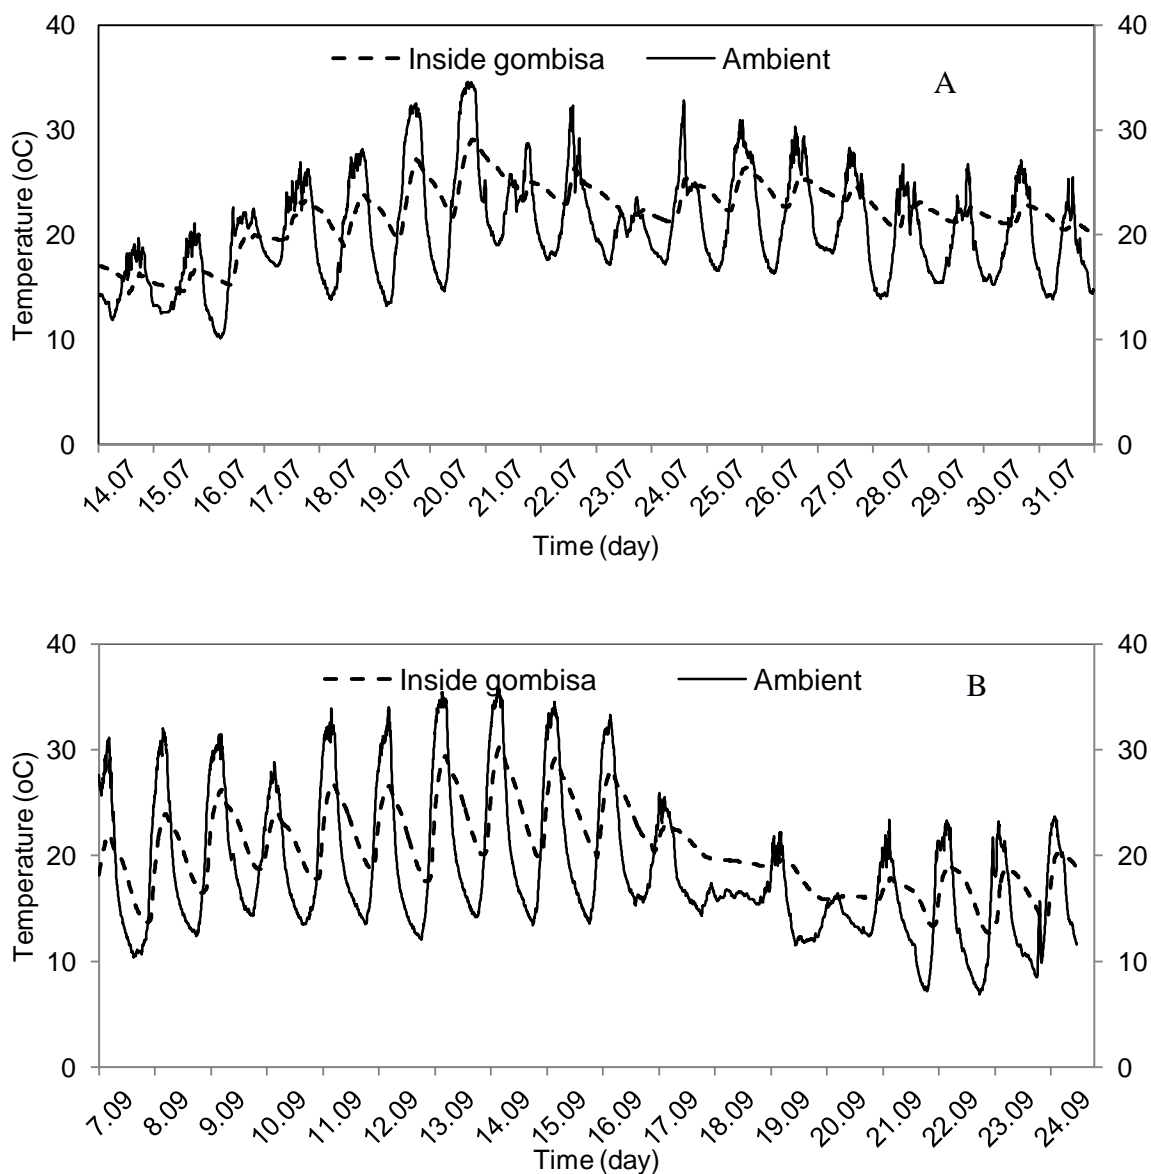 40 40
Inside gombisa Ambient A
30 30
20 20
10 10
0 0
Temperature (oC)
14.07 15.07 16.07 17.07 18.07 19.07 20.07 21.07 22.07 23.07 24.07 25.07 26.07 27.07 28.07 29.07 30.07 31.07
Time (day)
40 40
Inside gombisa Ambient B
30 30
20 20
10 10
0 0
Temperature (oC)
7.09 8.09 9.09 10.09 11.09 12.09 13.09 14.09 15.09 16.09 17.09 18.09 19.09 20.09 21.09 22.09 23.09 24.09
Time (day)